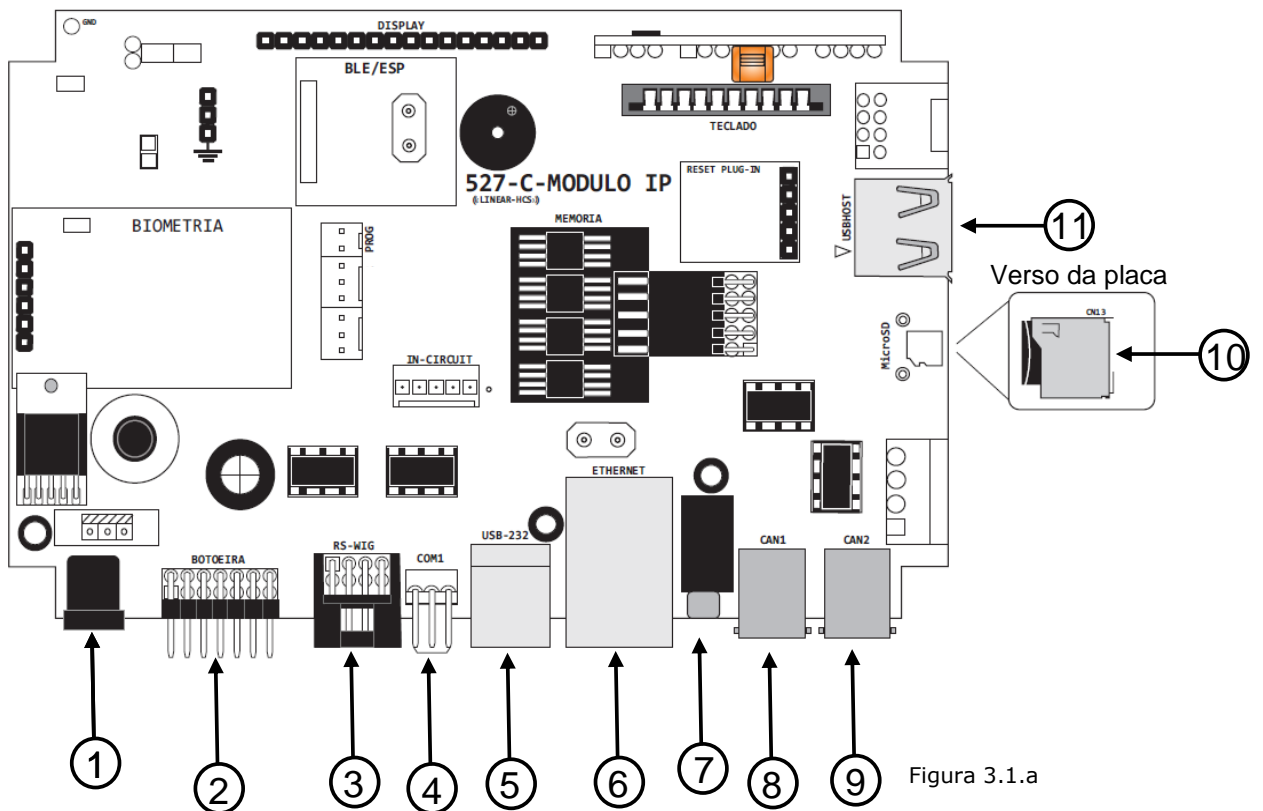 GND
DISPLAY
BLE/ESP
TECLADO
RESET PLUG-IN
527-C-MODULO IP
(LINEAR-HCS)
MEMORIA
USBHOST
11
BIOMETRIA
PROG
Verso da placa
CN13
MicroSD
10
IN-CIRCUIT
ETHERNET
USB-232
RS-WIG
COM1
CAN1
CAN2
BOTOEIRA
1
2
3
4
5
6
7
8
9
Figura 3.1.a